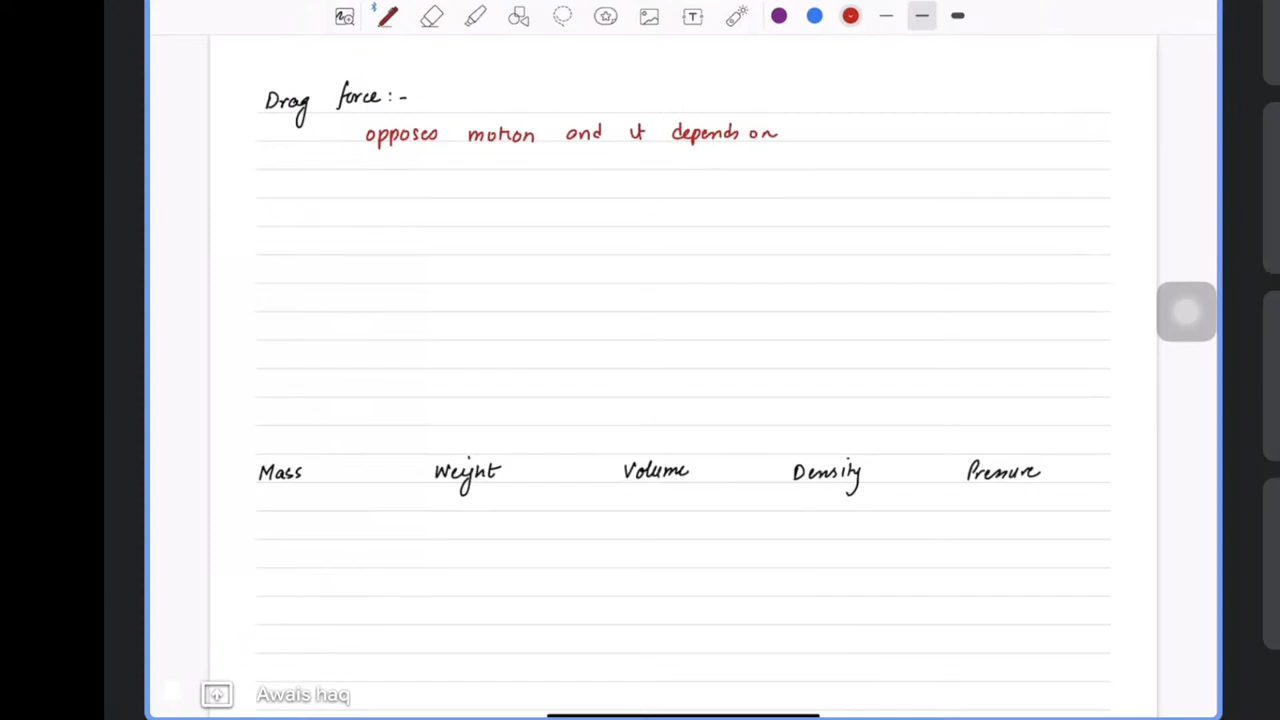 Drag force:-
opposes motion and it depends on
Mass Weight Volume Density Pressure
Awais haq